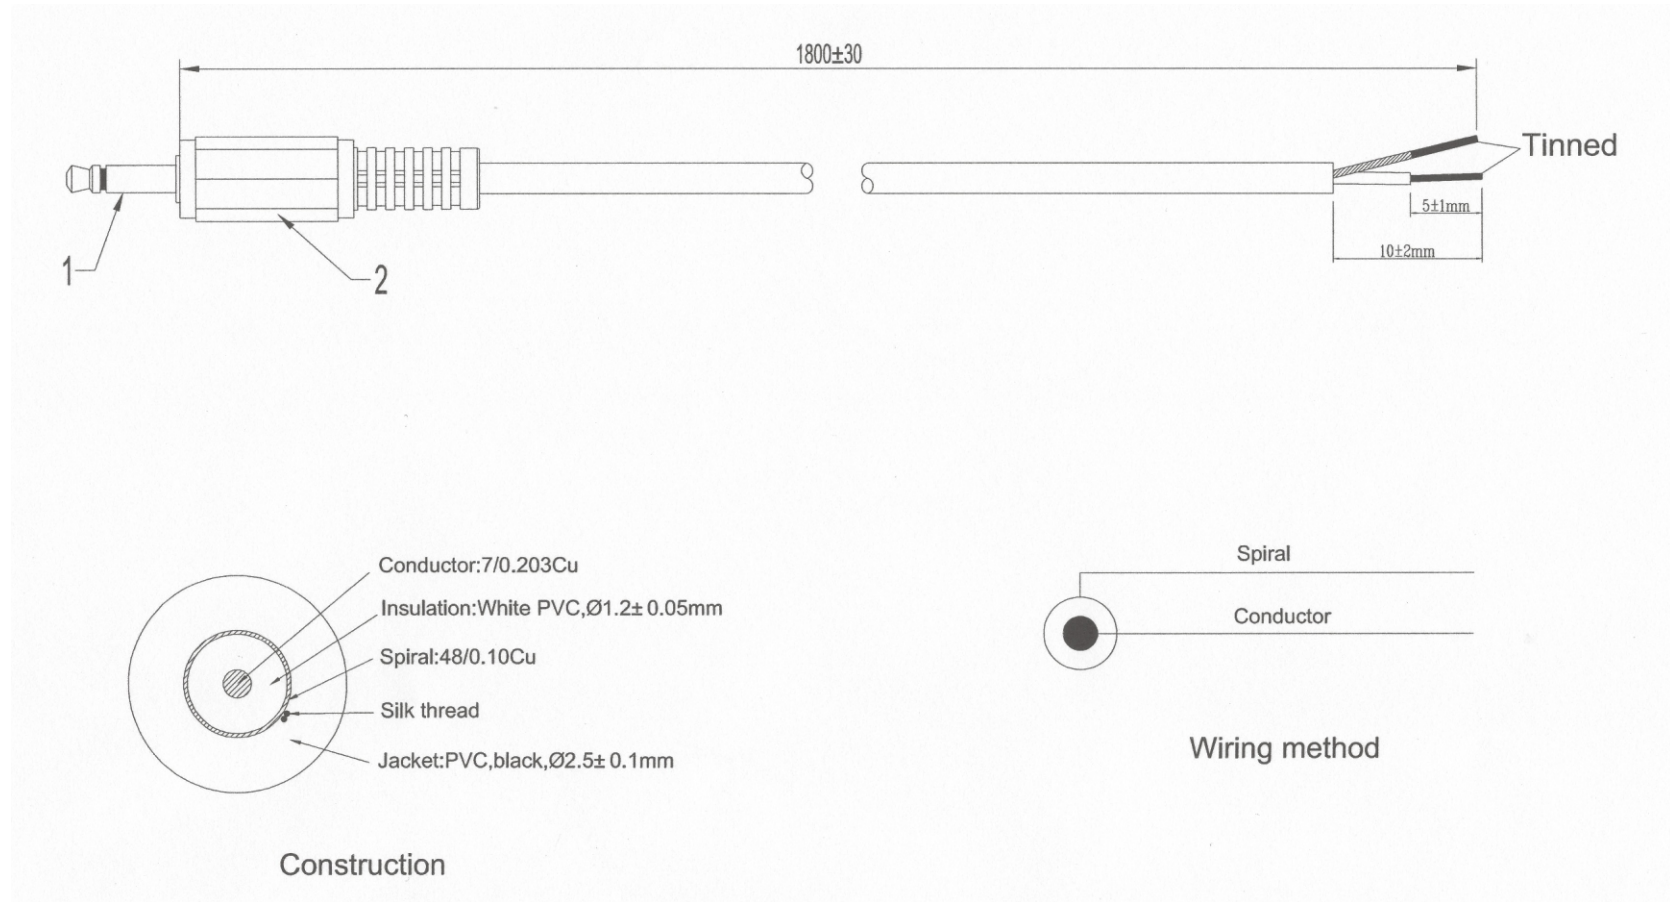 1800±30
Tinned
5±1mm
10±2mm
1
2
Conductor:7/0.203Cu
Insulation:White PVC,Ø1.2±0.05mm
Spiral:48/0.10Cu
Silk thread
Jacket:PVC,black,Ø2.5±0.1mm
Construction
Spiral
Conductor
Wiring method